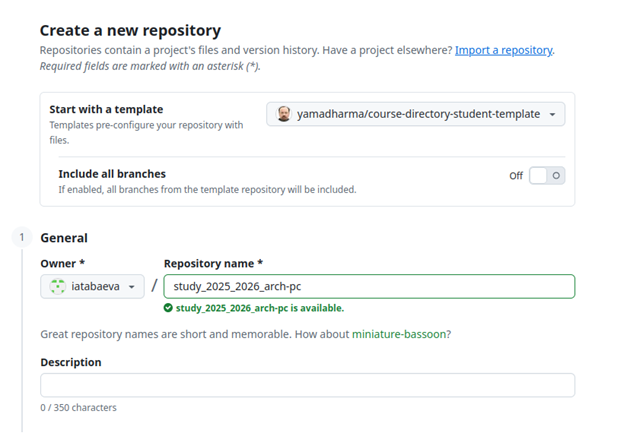 Create a new repository
Repositories contain a project's files and version history. Have a project elsewhere? Import a repository.
Required fields are marked with an asterisk (*).
Start with a template
Templates pre-configure your repository with
files.
yamadharma/course-directory-student-template
Include all branches
If enabled, all branches from the template repository will be included.
Off
1
General
Owner *
Repository name *
iatabaeva
/
study_2025_2026_arch-pc
study_2025_2026_arch-pc is available.
Great repository names are short and memorable. How about miniature-bassoon?
Description
0 / 350 characters